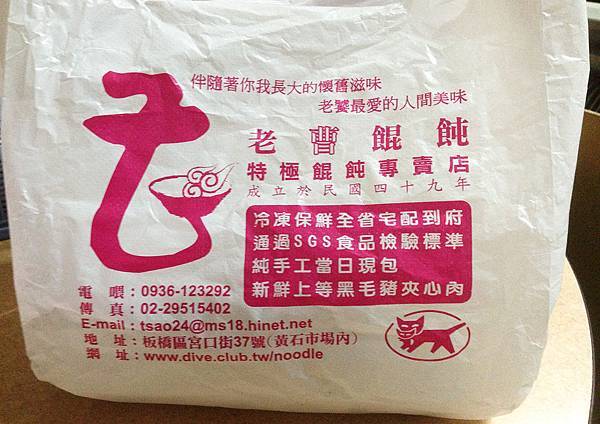 伴隨著你我長大的懷舊滋味
老饕最愛的人間美味
老曹餛飩
特極餛飩專賣店
成立於民國四十九年
冷凍保鮮全省宅配到府
通過SGS食品檢驗標準
純手工當日現包
新鮮上等黑毛豬夾心肉
電 喂：0936-123292
傳 真：02-29515402
E-mail：tsao24@ms18.hinet.net
地 址：板橋區宮口街37號(黃石市場內)
網 址：www.dive.club.tw/noodle